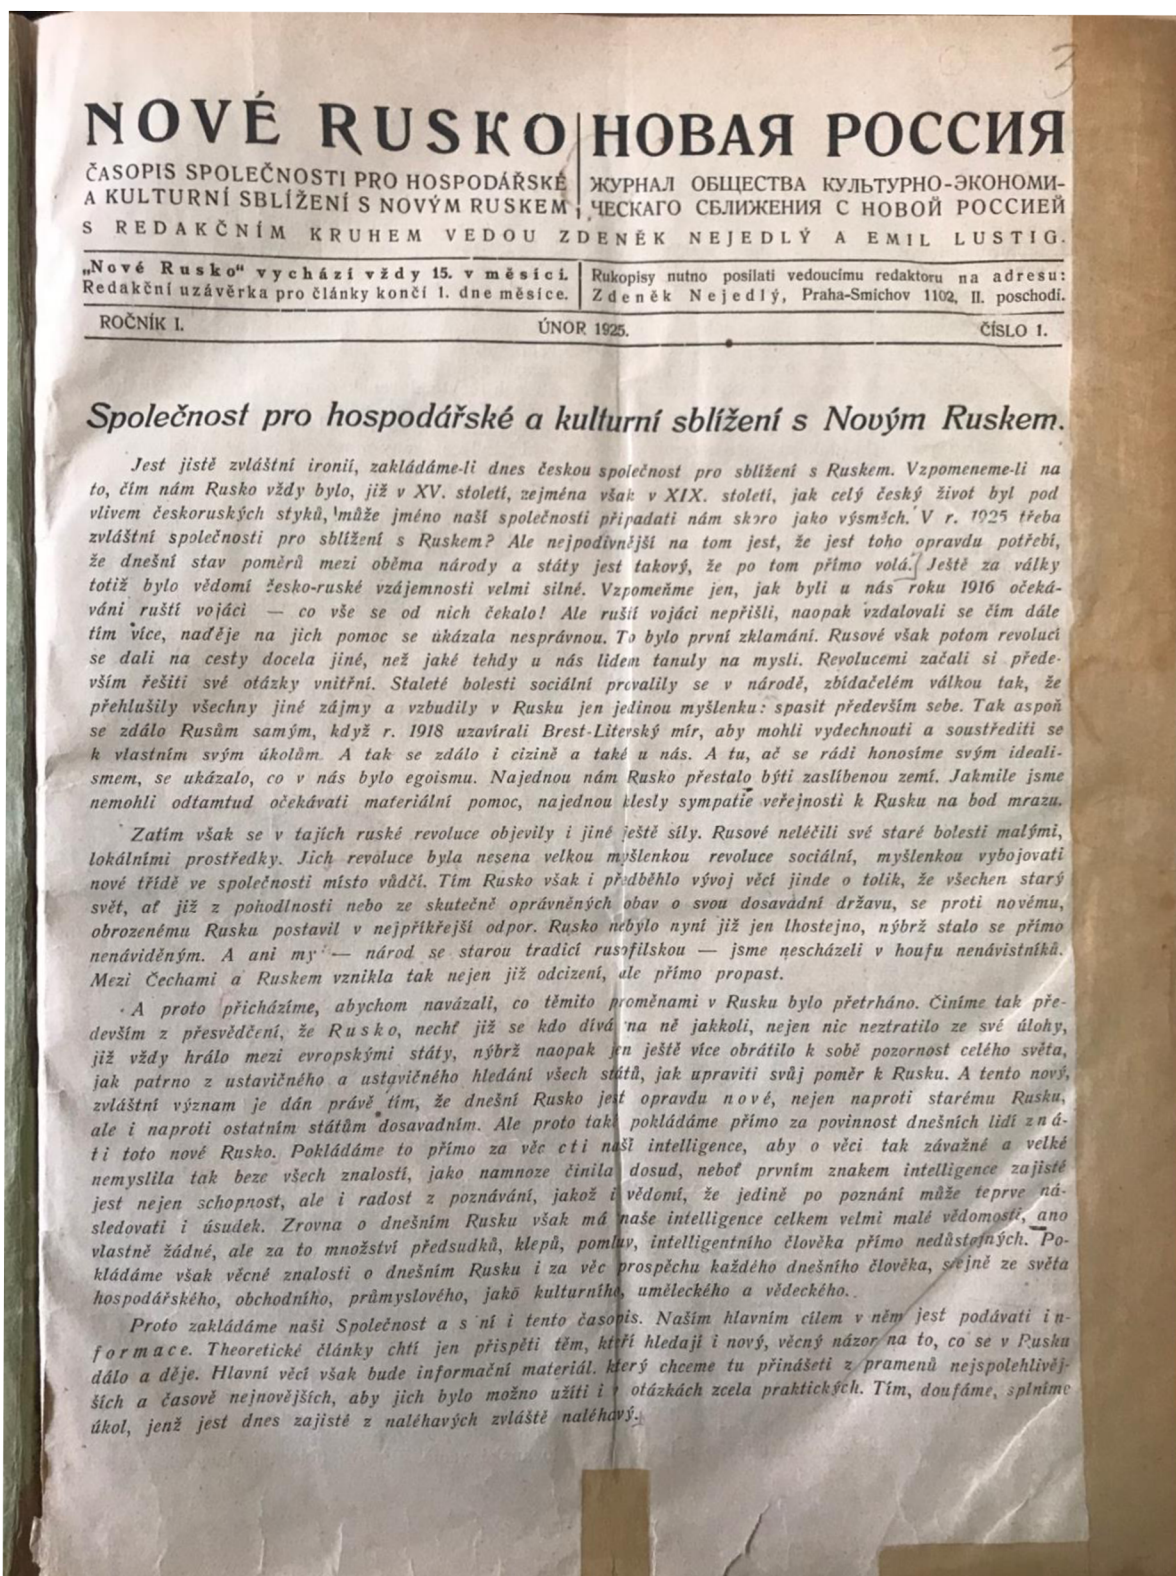 3
NOVÉ RUSKO
ČASOPIS SPOLEČNOSTI PRO HOSPODÁŘSKÉ
A KULTURNÍ SBLÍŽENÍ S NOVÝM RUSKEM
НОВАЯ РОССИЯ
ЖУРНАЛ ОБЩЕСТВА КУЛЬТУРНО-ЭКОНОМИ-
ЧЕСКАГО СБЛИЖЕНИЯ С НОВОЙ РОССИЕЙ
S REDAKČNÍM KRUHEM VEDOU ZDENĚK NEJEDLÝ A EMIL LUSTIG.
„Nové Rusko“ vychází vždy 15. v měsíci.
Redakční uzávěrka pro články končí 1. dne měsíce.
Rukopisy nutno posílati vedoucímu redaktoru na adresu:
Zdeněk Nejedlý, Praha-Smíchov 1102, II. poschodí.
ROČNÍK I. ÚNOR 1925. ČÍSLO 1.
Společnost pro hospodářské a kulturní sblížení s Novým Ruskem.
Jest jistě zvláštní ironií, zakládáme-li dnes českou společnost pro sblížení s Ruskem. Vzpomeneme-li na
to, čím nám Rusko vždy bylo, již v XV. století, zejména však v XIX. století, jak celý český život byl pod
vlivem českoruských styků, může jméno naší společnosti připadati nám skoro jako výsměch. V r. 1925 třeba
zvláštní společnosti pro sblížení s Ruskem? Ale nejpodivnější na tom jest, že jest toho opravdu potřebí,
že dnešní stav poměrů mezi oběma národy a státy jest takový, že po tom přímo volá. Ještě za války
totiž bylo vědomí česko-ruské vzájemnosti velmi silné. Vzpomeňme jen, jak byli u nás roku 1916 očeká-
váni ruští vojáci — co vše se od nich čekalo! Ale ruští vojáci nepřišli, naopak vzdalovali se čím dále
tím více, naděje na jich pomoc se ukázala nesprávnou. To bylo první zklamání. Rusové však potom revolucí
se dali na cesty docela jiné, než jaké tehdy u nás lidem tanuly na mysli. Revolucemi začali si přede-
vším řešiti své otázky vnitřní. Staleté bolesti sociální provalily se v národě, zbídačelém válkou tak, že
přehlušily všechny jiné zájmy a vzbudily v Rusku jen jedinou myšlenku: spasit především sebe. Tak aspoň
se zdálo Rusům samým, když r. 1918 uzavírali Brest-Literský mír, aby mohli vydechnouti a soustřediti se
k vlastním svým úkolům. A tak se zdálo i cizině a také u nás. A tu, ač se rádi honosíme svým ideali-
smem, se ukázalo, co v nás bylo egoismu. Najednou nám Rusko přestalo býti zaslíbenou zemí. Jakmile jsme
nemohli odtamtud očekávati materiální pomoc, najednou klesly sympatie veřejnosti k Rusku na bod mrazu.
Zatím však se v tajích ruské revoluce objevily i jiné ještě síly. Rusové neléčili své staré bolesti malými,
lokálními prostředky. Jich revoluce byla nesena velkou myšlenkou revoluce sociální, myšlenkou vybojovati
nové třídě ve společnosti místo vůdčí. Tím Rusko však i předběhlo vývoj věcí jinde o tolik, že všechen starý
svět, ať již z pohodlnosti nebo ze skutečně oprávněných obav o svou dosavádní državu, se proti novému,
obrozenému Rusku postavil v nejpříkřejší odpor. Rusko nebylo nyní již jen lhostejno, nýbrž stalo se přímo
nenáviděným. A ani my — národ se starou tradicí rusofilskou — jsme nescházeli v houfu nenávistníků.
Mezi Čechami a Ruskem vznikla tak nejen již odcizení, ale přímo propast.
A proto přicházíme, abychom navázali, co těmito proměnami v Rusku bylo přetrháno. Činíme tak pře-
devším z přesvědčení, že Rusko, nechť již se kdo dívá na ně jakkoli, nejen nic neztratilo ze své úlohy,
již vždy hrálo mezi evropskými státy, nýbrž naopak jen ještě více obrátilo k sobě pozornost celého světa,
jak patrno z ustavičného a ustavičného hledání všech států, jak upraviti svůj poměr k Rusku. A tento nový,
zvláštní význam je dán právě tím, že dnešní Rusko jest opravdu nové, nejen naproti starému Rusku,
ale i naproti ostatním státům dosavadním. Ale proto také pokládáme přímo za povinnost dnešních lidí zná-
ti toto nové Rusko. Pokládáme to přímo za věc cti naší intelligence, aby o věci tak závažné a velké
nemyslila tak beze všech znalostí, jako namnoze činila dosud, neboť prvním znakem intelligence zajisté
jest nejen schopnost, ale i radost z poznávání, jakož i vědomí, že jedině po poznání může teprve ná-
sledovati i úsudek. Zrovna o dnešním Rusku však má naše intelligence celkem velmi malé vědomosti, ano
vlastně žádné, ale za to množství předsudků, klepů, pomluv, intelligentního člověka přímo nedůstojných. Po-
kládáme však věcné znalosti o dnešním Rusku i za věc prospěchu každého dnešního člověka, stejně ze světa
hospodářského, obchodního, průmyslového, jako kulturního, uměleckého a vědeckého.
Proto zakládáme naši Společnost a s ní i tento časopis. Naším hlavním cílem v něm jest podávati in-
formace. Theoretické články chtí jen přispěti těm, kteří hledají i nový, věcný názor na to, co se v Rusku
dálo a děje. Hlavní věcí však bude informační materiál. který chceme tu přinášeti z pramenů nejspolehlivěj-
ších a časově nejnovějších, aby jich bylo možno užíti i otázkách zcela praktických. Tím, doufáme, splníme
úkol, jenž jest dnes zajisté z naléhavých zvláště naléhavý.